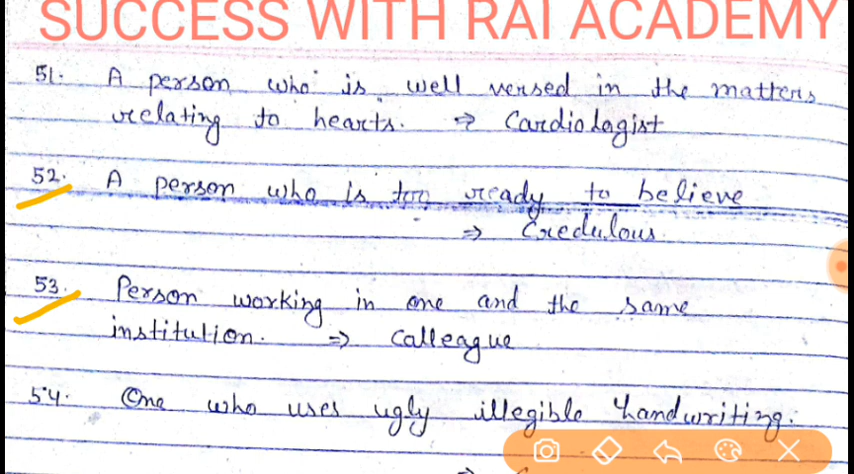 SUCCESS WITH RAI ACADEMY
51. A person who is well versed in the matters
relating to hearts. ⇒ Cardiologist
52. A person who is too ready to believe
⇒ Credulous.
53. Person working in one and the same
institution. ⇒ Colleague
54. One who uses ugly illegible handwriting.